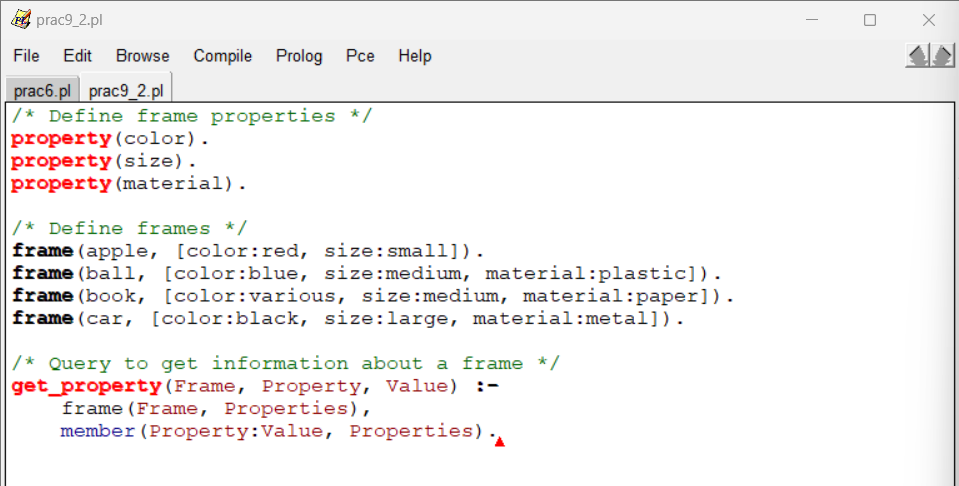 prac9_2.pl
File Edit Browse Compile Prolog Pce Help
prac6.pl prac9_2.pl
/* Define frame properties */
property(color).
property(size).
property(material).
/* Define frames */
frame(apple, [color:red, size:small]).
frame(ball, [color:blue, size:medium, material:plastic]).
frame(book, [color:various, size:medium, material:paper]).
frame(car, [color:black, size:large, material:metal]).
/* Query to get information about a frame */
get_property(Frame, Property, Value) :-
    frame(Frame, Properties),
    member(Property:Value, Properties).